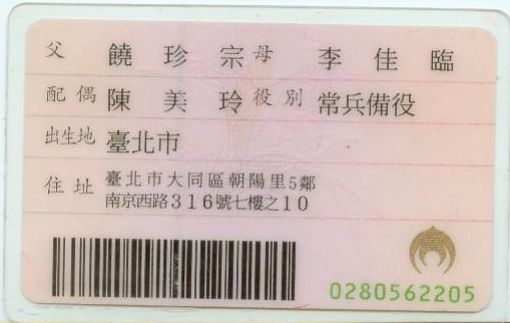 父 饒珍宗 母 李佳臨
配偶 陳美玲 役別 常兵備役
出生地 臺北市
住址 臺北市大同區朝陽里5鄰
南京西路316號七樓之10
0280562205